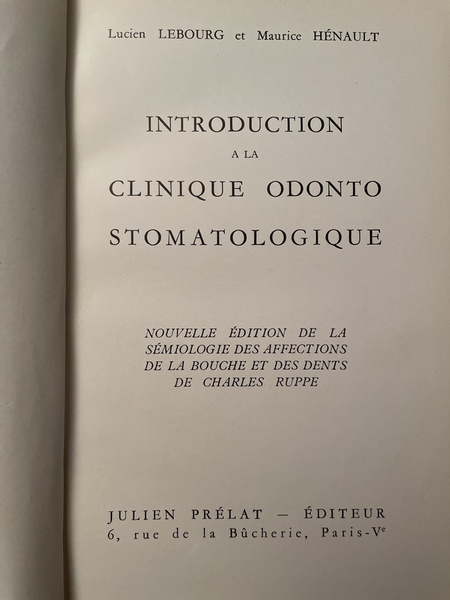 Lucien LEBOURG et Maurice HÉNAULT
INTRODUCTION
A LA
CLINIQUE ODONTO
STOMATOLOGIQUE
NOUVELLE ÉDITION DE LA
SÉMIOLOGIE DES AFFECTIONS
DE LA BOUCHE ET DES DENTS
DE CHARLES RUPPE
JULIEN PRÉLAT — ÉDITEUR
6, rue de la Bûcherie, Paris-Ve